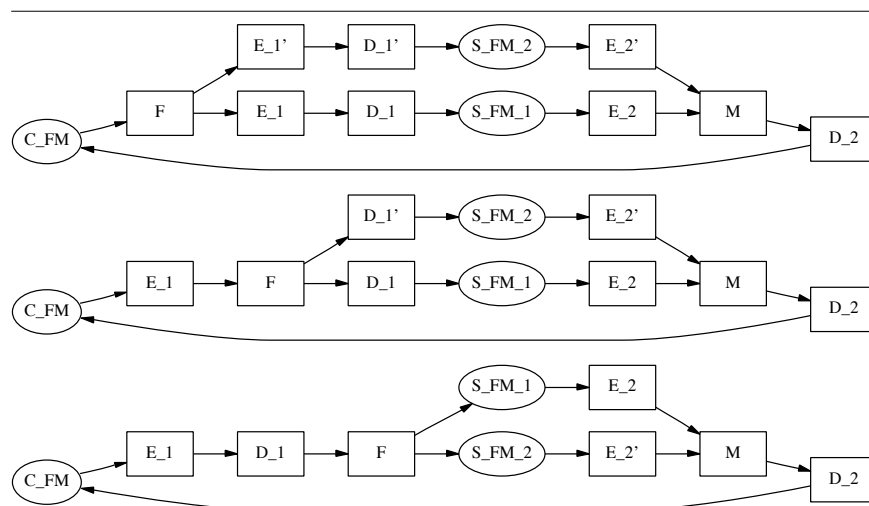 E_1’ D_1’ S_FM_2 E_2’
F E_1 D_1 S_FM_1 E_2 M
C_FM D_2
D_1’ S_FM_2 E_2’
E_1 F D_1 S_FM_1 E_2 M
C_FM D_2
S_FM_1 E_2
E_1 D_1 F S_FM_2 E_2’ M
C_FM D_2